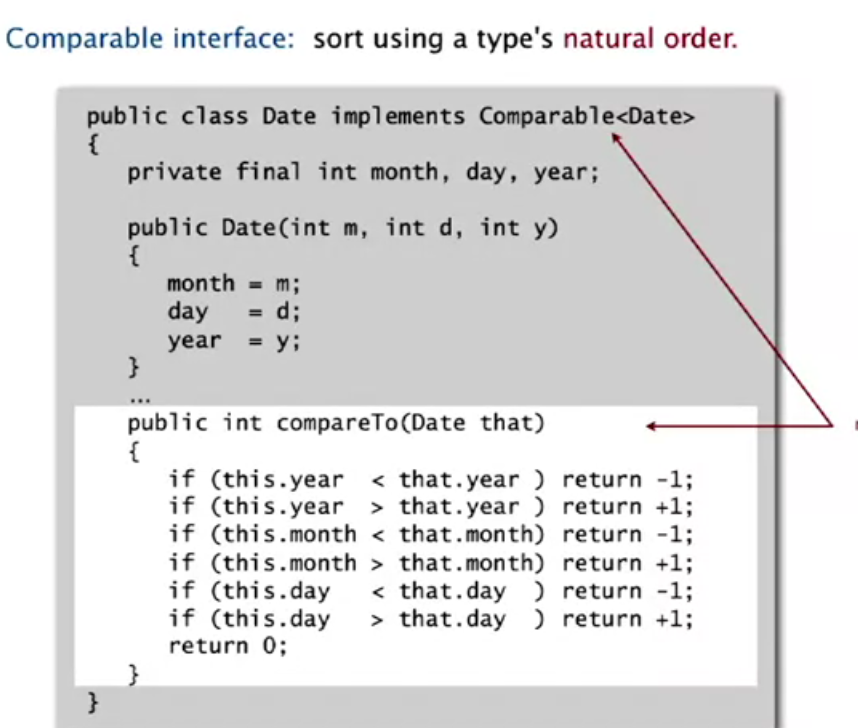 Comparable interface: sort using a type's natural order.
public class Date implements Comparable<Date>
{
private final int month, day, year;
public Date(int m, int d, int y)
{
month = m;
day = d;
year = y;
}
...
public int compareTo(Date that)
{
if (this.year < that.year ) return -1;
if (this.year > that.year ) return +1;
if (this.month < that.month) return -1;
if (this.month > that.month) return +1;
if (this.day < that.day ) return -1;
if (this.day > that.day ) return +1;
return 0;
}
}